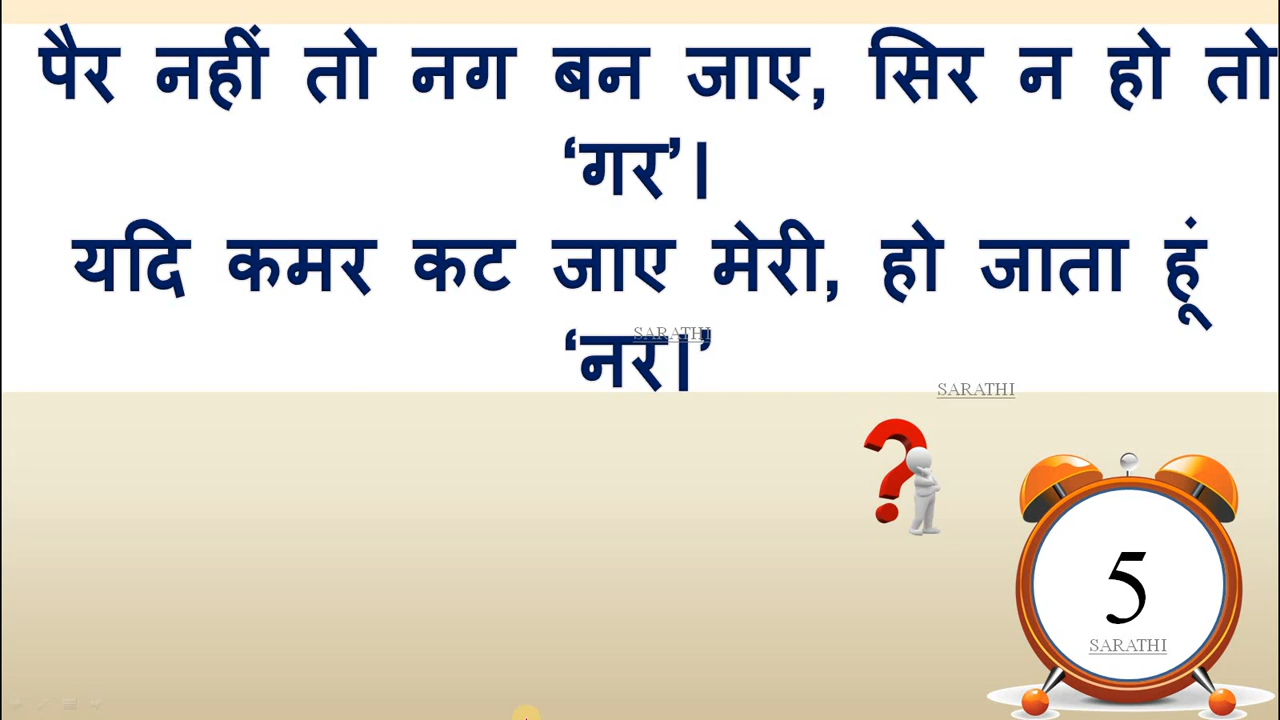 पैर नहीं तो नग बन जाए, सिर न हो तो
‘गर’।
यदि कमर कट जाए मेरी, हो जाता हूं
‘नर।’
SARATHI
SARATHI
5
SARATHI